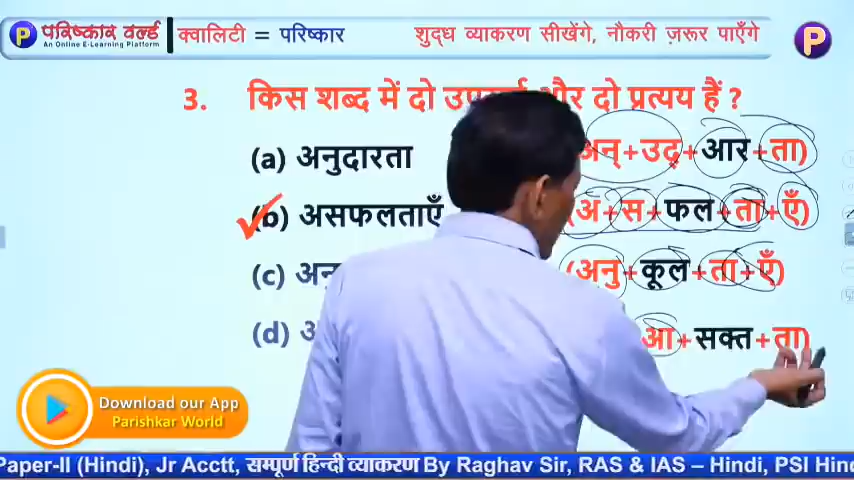 परिष्कार वर्ल्ड
An Online E-Learning Platform
क्वालिटी = परिष्कार
शुद्ध व्याकरण सीखेंगे, नौकरी ज़रूर पाएँगे
3. किस शब्द में दो और दो प्रत्यय हैं ?
(a) अनुदारता अन्+उद्+आर+ता)
(b) असफलताएँ (अ+स+फल+ता+एँ)
(c) (अनु+कूल+ता+एँ)
(d) आ+सक्त+ता)
Download our App
Parishkar World
Paper-II (Hindi), Jr Acctt, सम्पूर्ण हिन्दी व्याकरण By Raghav Sir, RAS & IAS - Hindi, PSI